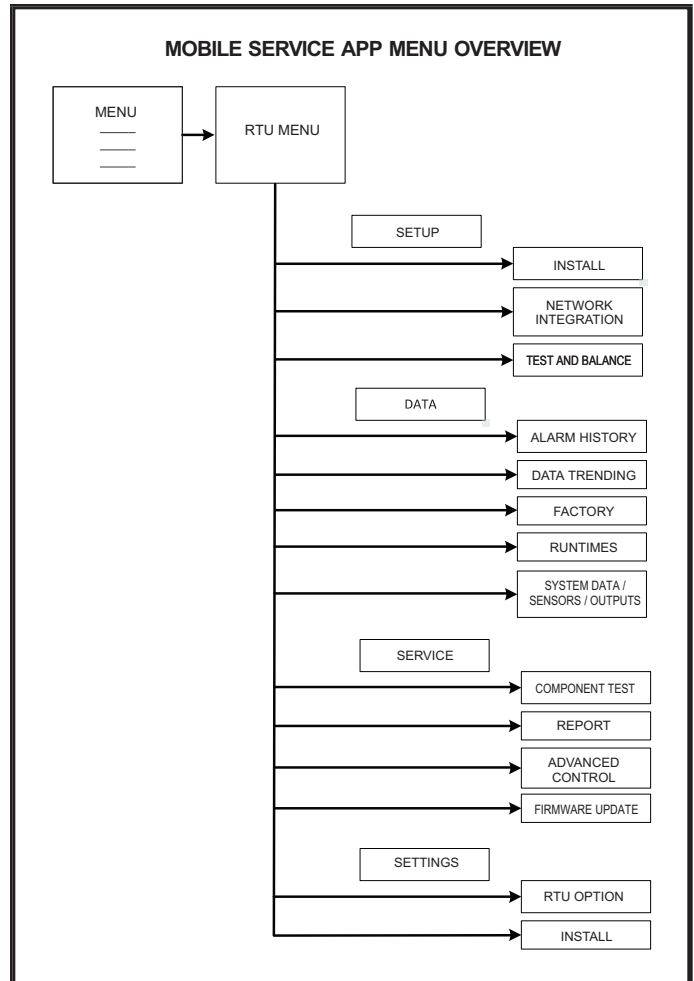 MOBILE SERVICE APP MENU OVERVIEW
MENU
RTU MENU
SETUP
INSTALL
NETWORK
INTEGRATION
TEST AND BALANCE
DATA
ALARM HISTORY
DATA TRENDING
FACTORY
RUNTIMES
SYSTEM DATA /
SENSORS / OUTPUTS
SERVICE
COMPONENT TEST
REPORT
ADVANCED
CONTROL
FIRMWARE UPDATE
SETTINGS
RTU OPTION
INSTALL